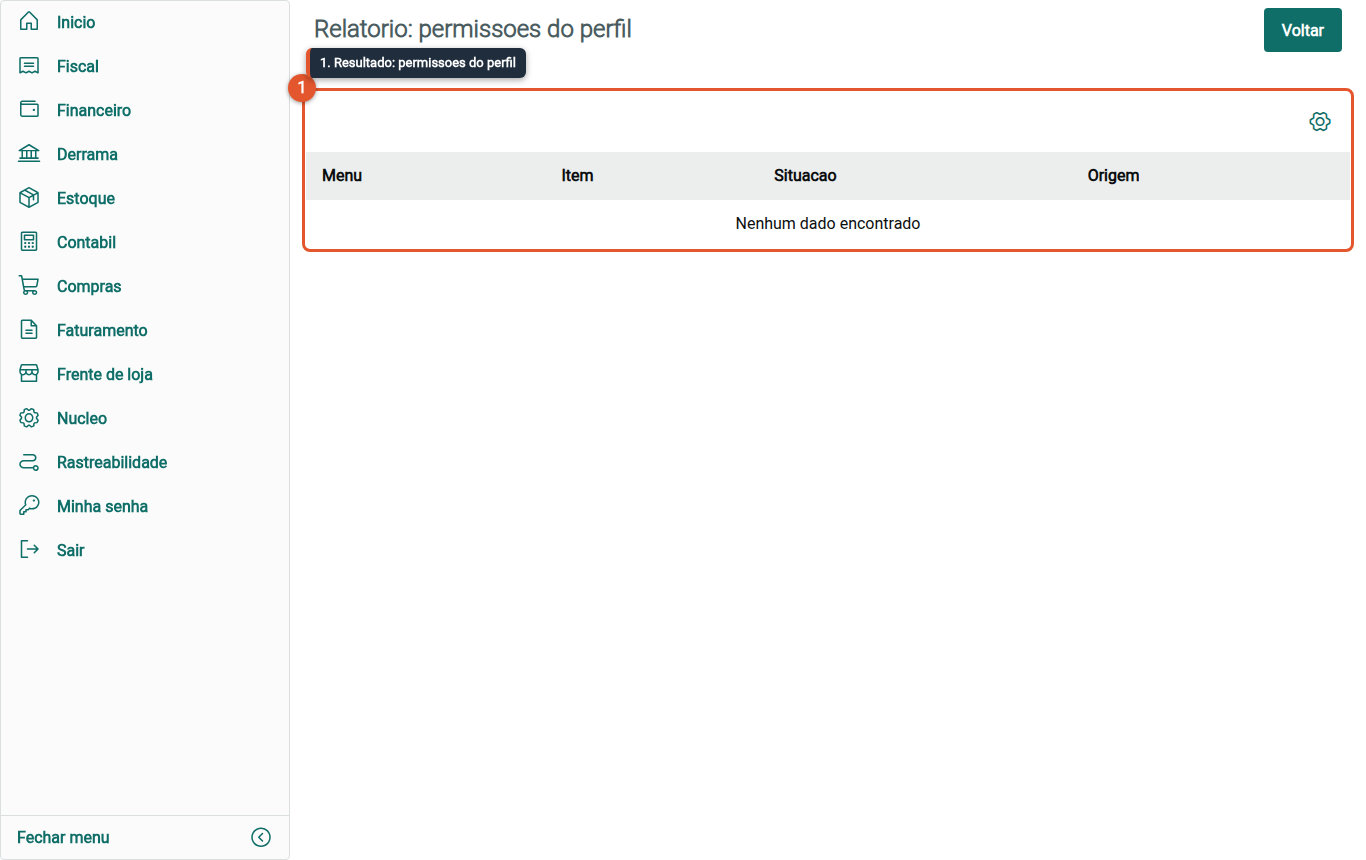 Inicio
Fiscal
Financeiro
Derrama
Estoque
Contabil
Compras
Faturamento
Frente de loja
Nucleo
Rastreabilidade
Minha senha
Sair
Fechar menu
Relatorio: permissoes do perfil
Voltar
1. Resultado: permissoes do perfil
1
Menu Item Situacao Origem
Nenhum dado encontrado